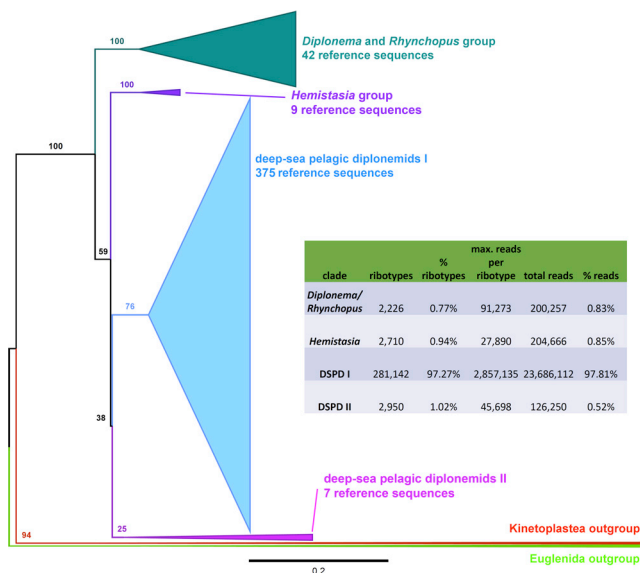 100
Diplonema and Rhynchopus group
42 reference sequences
100
Hemistasia group
9 reference sequences
100
deep-sea pelagic diplonemids I
375 reference sequences
59
76
38
clade ribotypes % ribotypes max. reads per ribotype total reads % reads
Diplonema/Rhynchopus 2,226 0.77% 91,273 200,257 0.83%
Hemistasia 2,710 0.94% 27,890 204,666 0.85%
DSPD I 281,142 97.27% 2,857,135 23,686,112 97.81%
DSPD II 2,950 1.02% 45,698 126,250 0.52%
deep-sea pelagic diplonemids II
7 reference sequences
25
94
Kinetoplastea outgroup
Euglenida outgroup
0.2